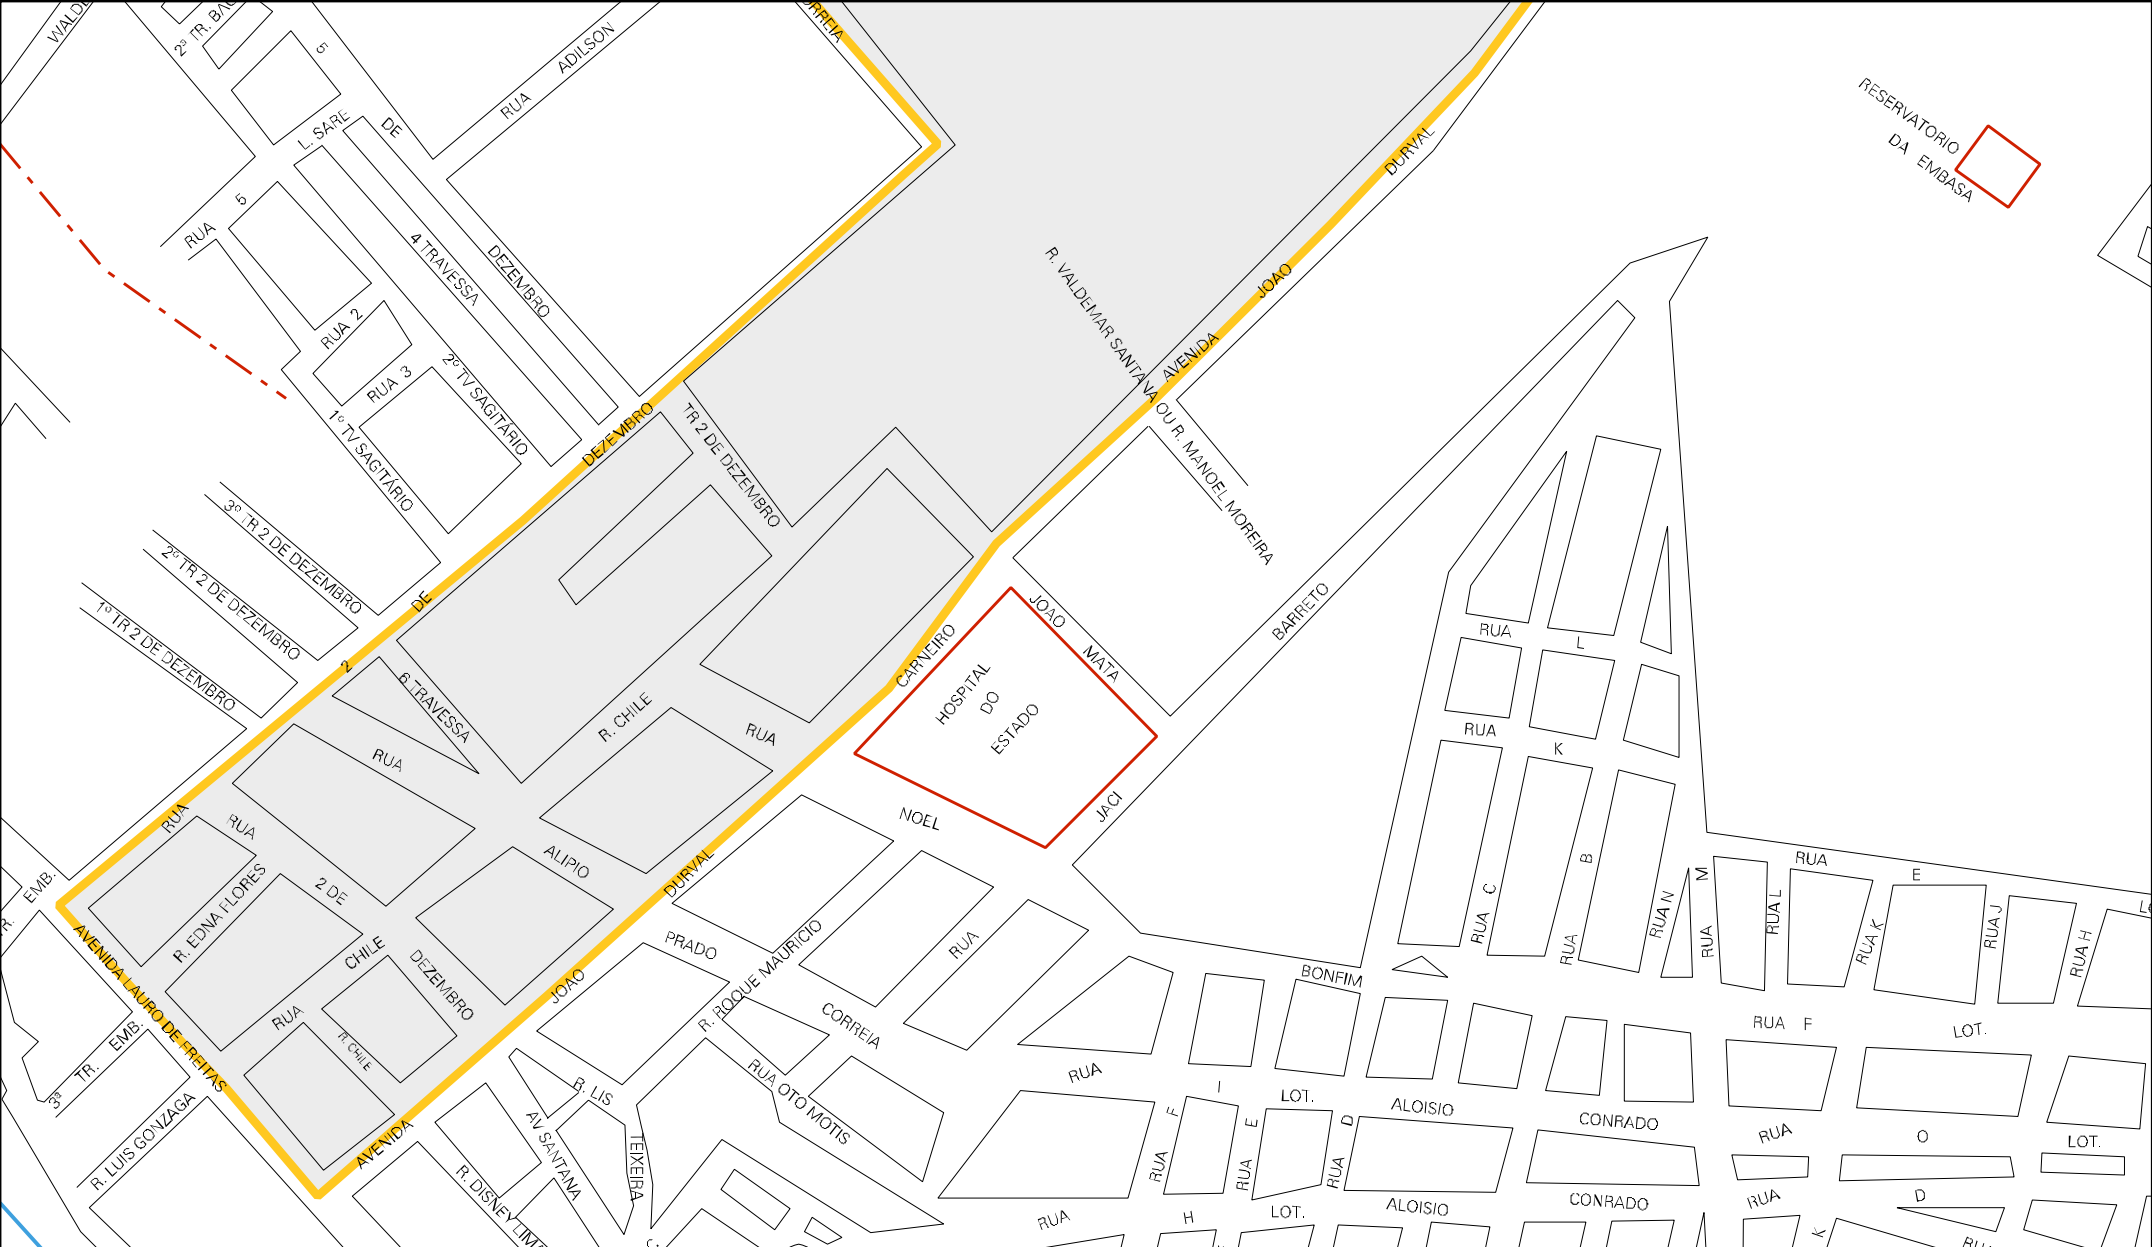 2ª TR.
5
RUA ADILSON
L. SARE
DE
RESERVATORIO
DA EMBASA
DURVAL
RUA 5
4 TRAVESSA
DEZEMBRO
JOAO
R. VALDEMAR SANTANA OU R. MANOEL MOREIRA
AVENIDA
RUA 2
RUA 3
2º TV SAGITÁRIO
1º TV SAGITÁRIO
DEZEMBRO
TR 2 DE DEZEMBRO
3º TR 2 DE DEZEMBRO
2º TR 2 DE DEZEMBRO
1º TR 2 DE DEZEMBRO
DE
2
RUA
JOAO MATA
BARRETO
CARNEIRO
HOSPITAL
DO
ESTADO
6 TRAVESSA
R. CHILE
RUA
RUA
RUA L
RUA K
JACI
NOEL
RUA
ALIPIO
DURVAL
EMB.
R. EDNA FLORES
2 DE
DEZEMBRO
RUA CHILE
R. CHILE
JOAO
AVENIDA
AVENIDA LAURO DE FREITAS
3ª TR. EMB.
R. LUIS GONZAGA
PRADO
R. ROQUE MAURICIO
CORREIA
RUA
RUA OTO MOTIS
R. LIS
TEIXEIRA
AV SANTANA
R. DISNEY LIMA
BONFIM
RUA C
RUA B
RUA N
RUA M
RUA L
RUA E
RUA K
RUA J
RUA H
RUA F LOT.
RUA I LOT. ALOISIO CONRADO
RUA O LOT.
RUA F
RUA E
RUA D
RUA H LOT. ALOISIO CONRADO
RUA D
K